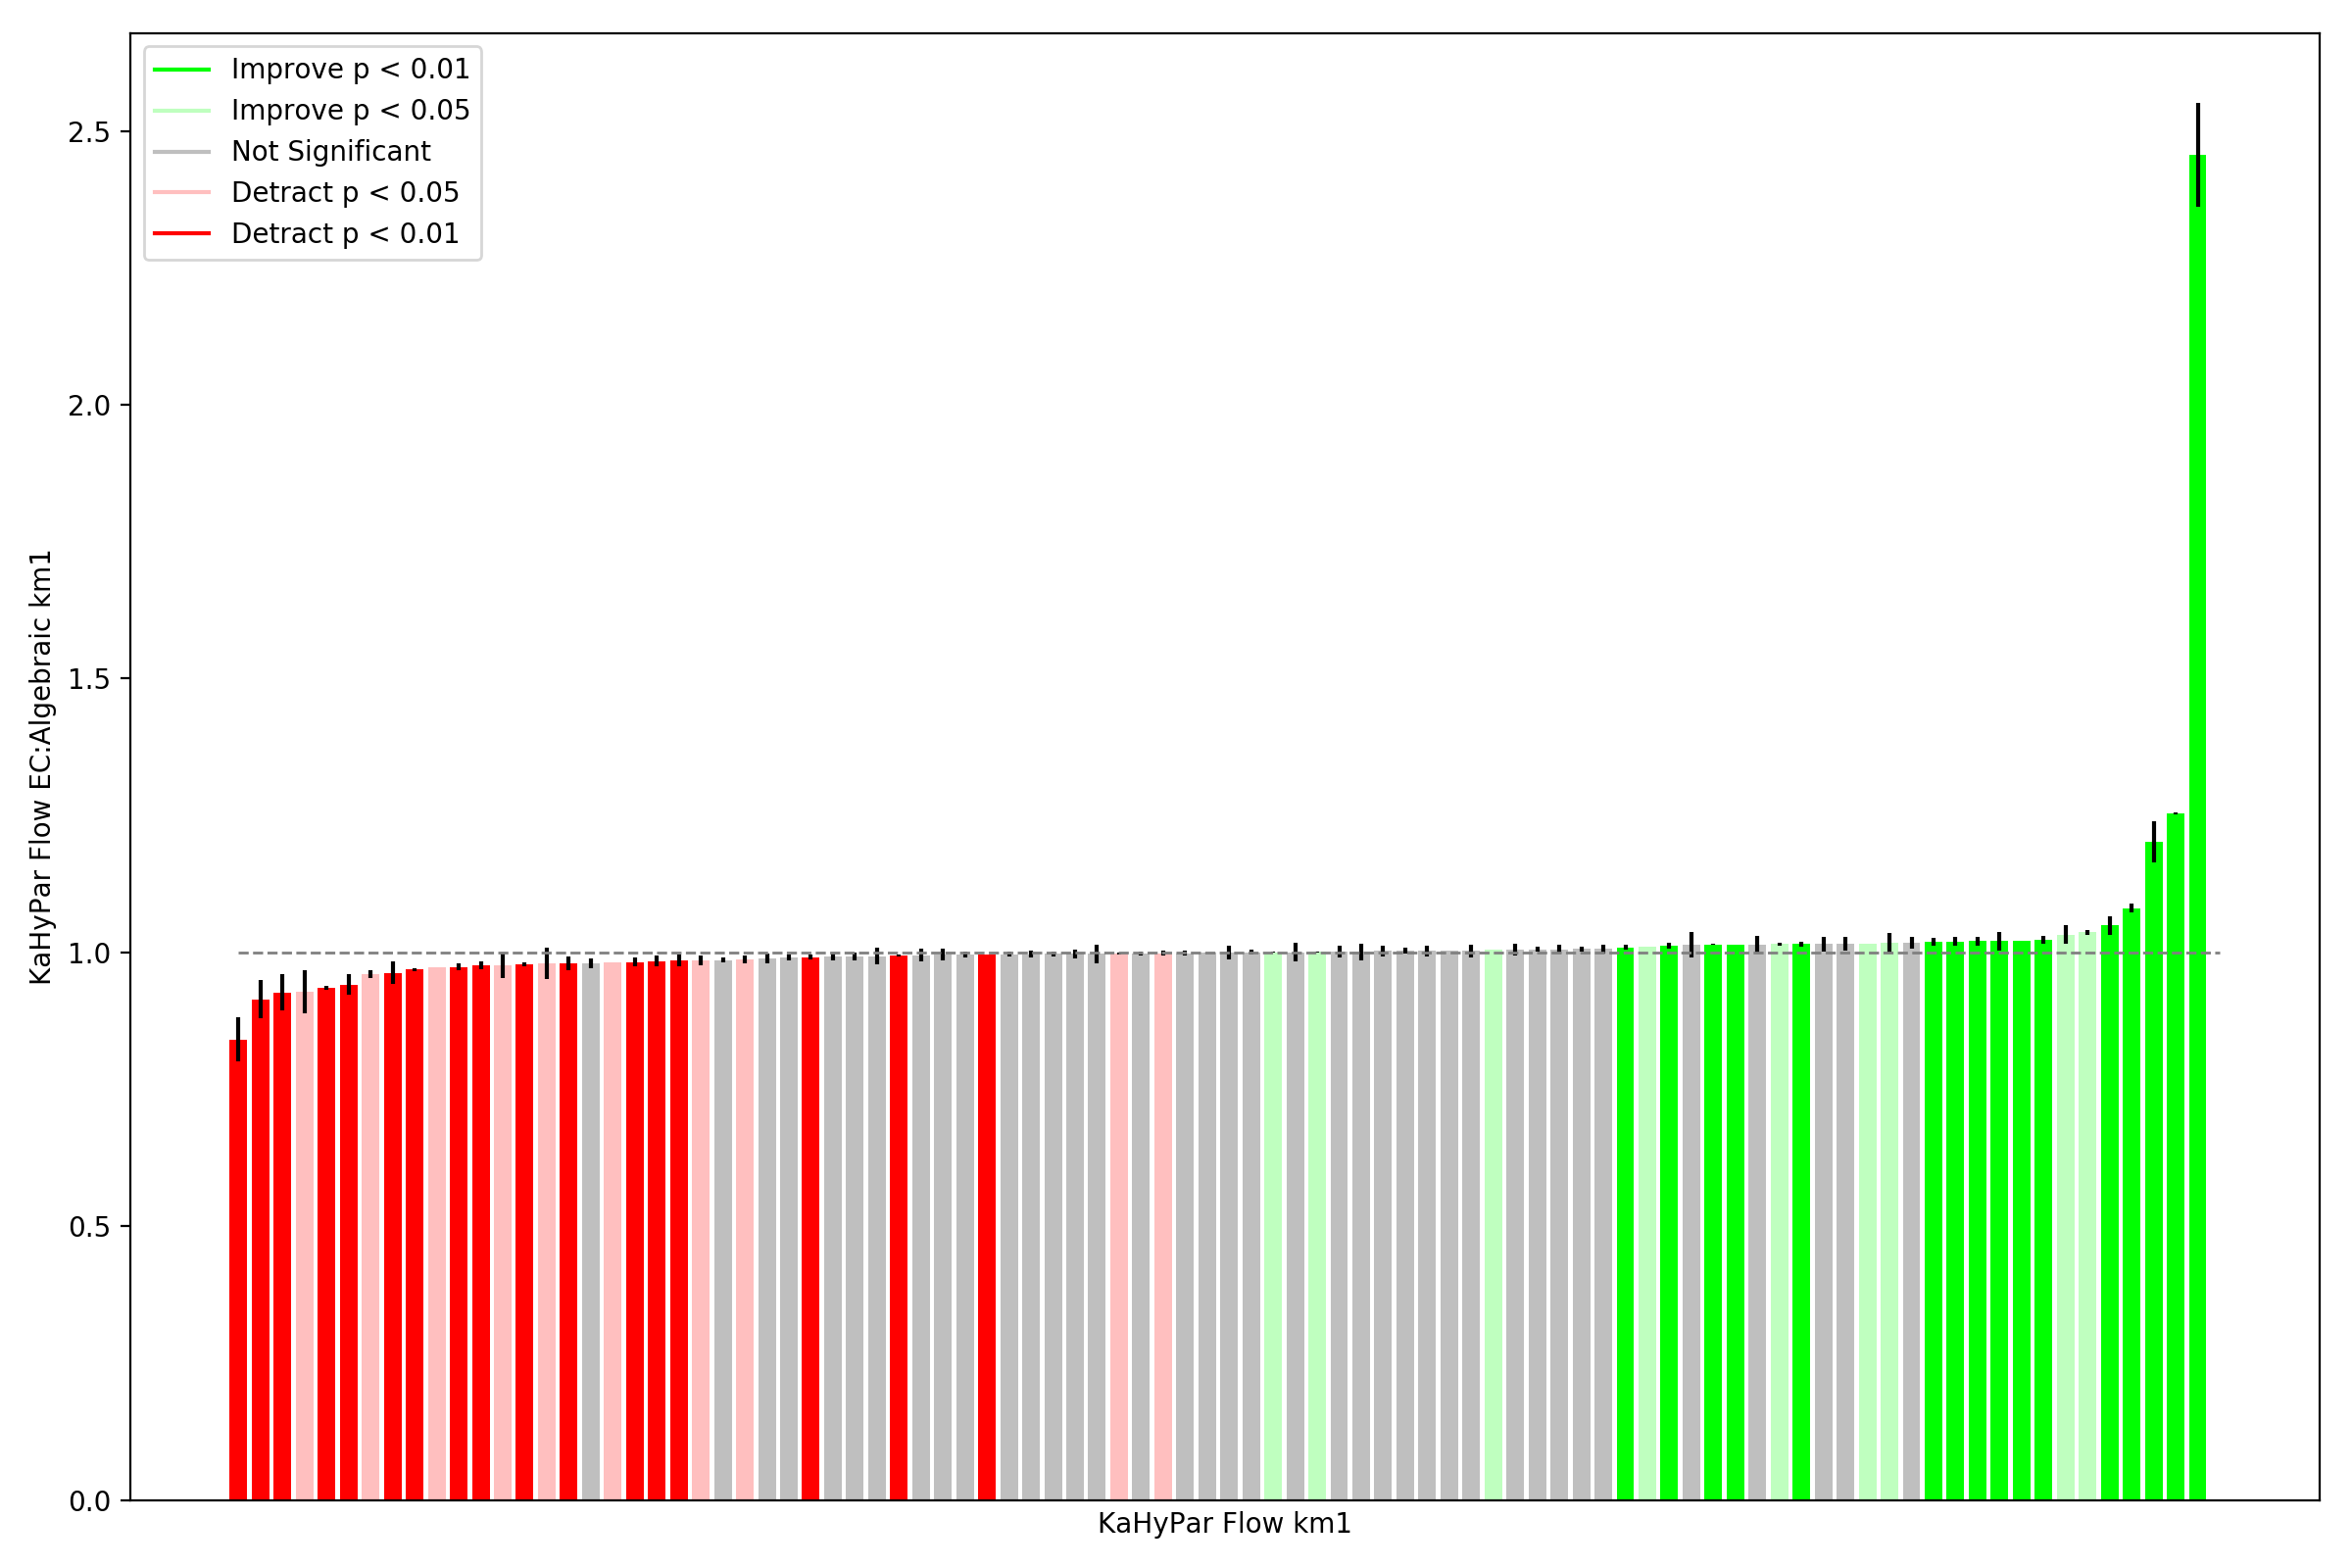 Improve p < 0.01
Improve p < 0.05
Not Significant
Detract p < 0.05
Detract p < 0.01
2.5
2.0
1.5
1.0
0.5
0.0
KaHyPar Flow EC:Algebraic km1
KaHyPar Flow km1